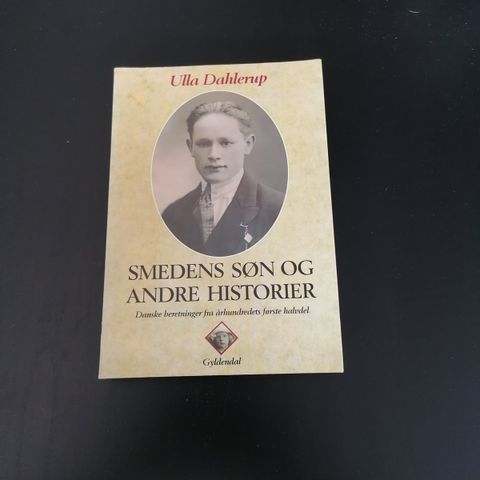 Ulla Dahlerup
SMEDENS SØN OG
ANDRE HISTORIER
Danske beretninger fra århundredets første halvdel
Gyldendal